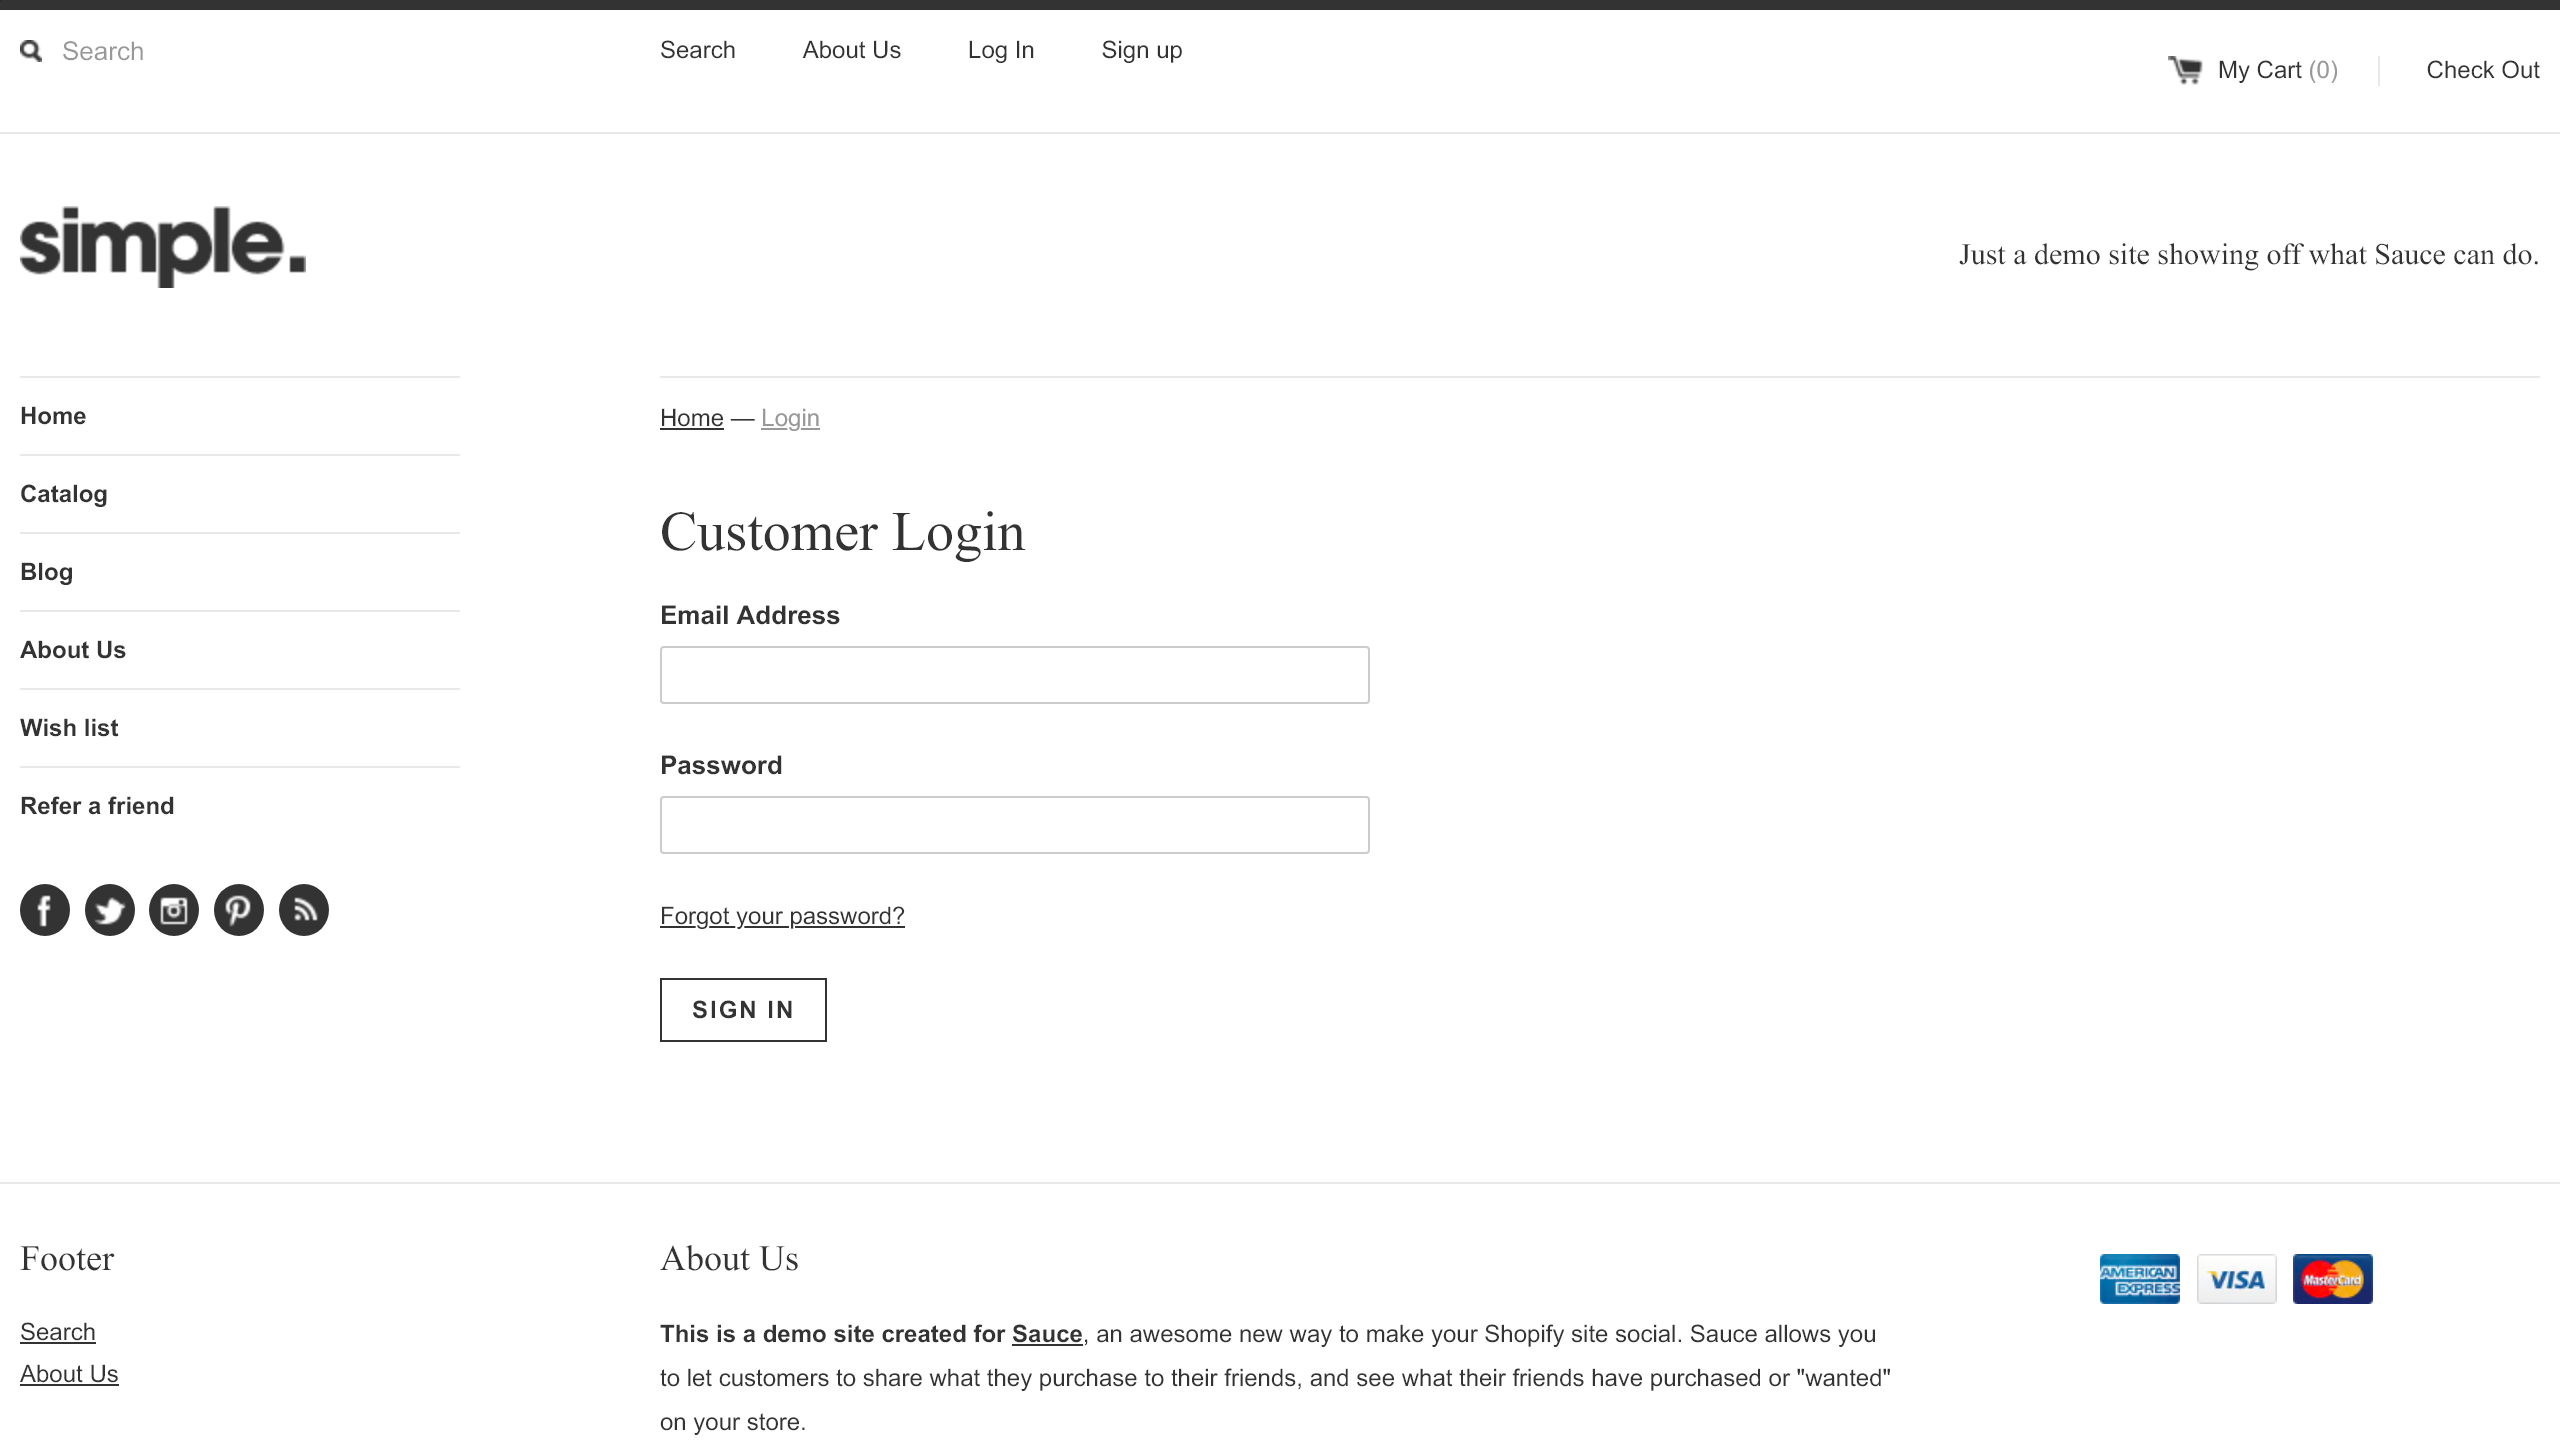 Search
Search About Us Log In Sign up
My Cart (0) Check Out
simple.
Just a demo site showing off what Sauce can do.
Home
Catalog
Blog
About Us
Wish list
Refer a friend
Home — Login
Customer Login
Email Address
Password
Forgot your password?
SIGN IN
Footer
Search
About Us
About Us
This is a demo site created for Sauce, an awesome new way to make your Shopify site social. Sauce allows you
to let customers to share what they purchase to their friends, and see what their friends have purchased or "wanted"
on your store.
AMERICAN EXPRESS
VISA
MasterCard